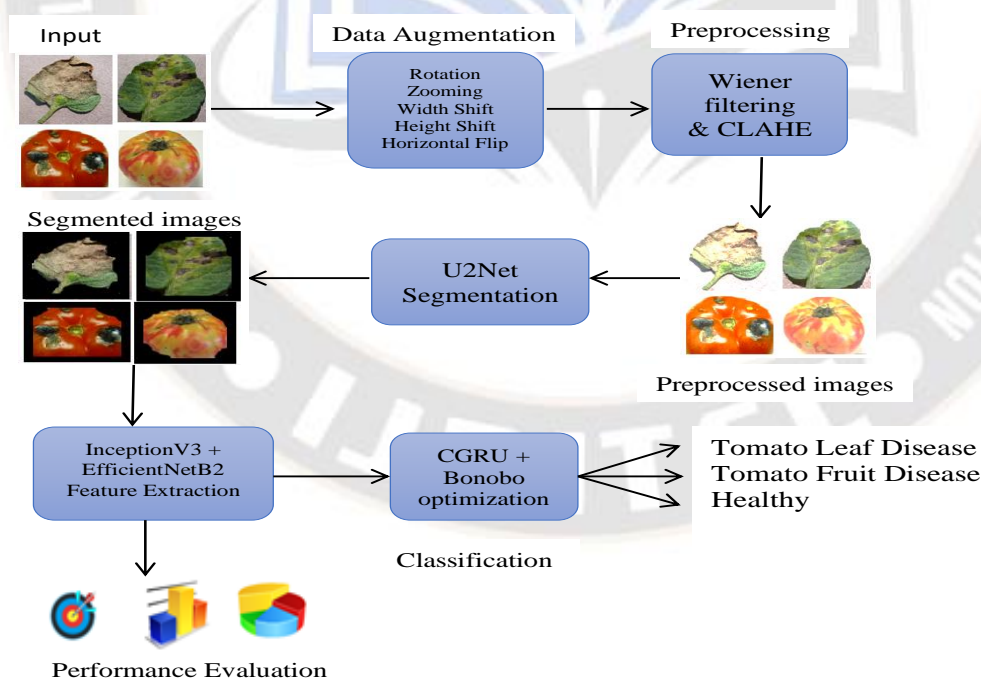 Input
Data Augmentation
Preprocessing
Rotation
Zooming
Width Shift
Height Shift
Horizontal Flip
Wiener
filtering
& CLAHE
Segmented images
U2Net
Segmentation
Preprocessed images
InceptionV3 +
EfficientNetB2
Feature Extraction
CGRU +
Bonobo
optimization
Tomato Leaf Disease
Tomato Fruit Disease
Healthy
Classification
Performance Evaluation